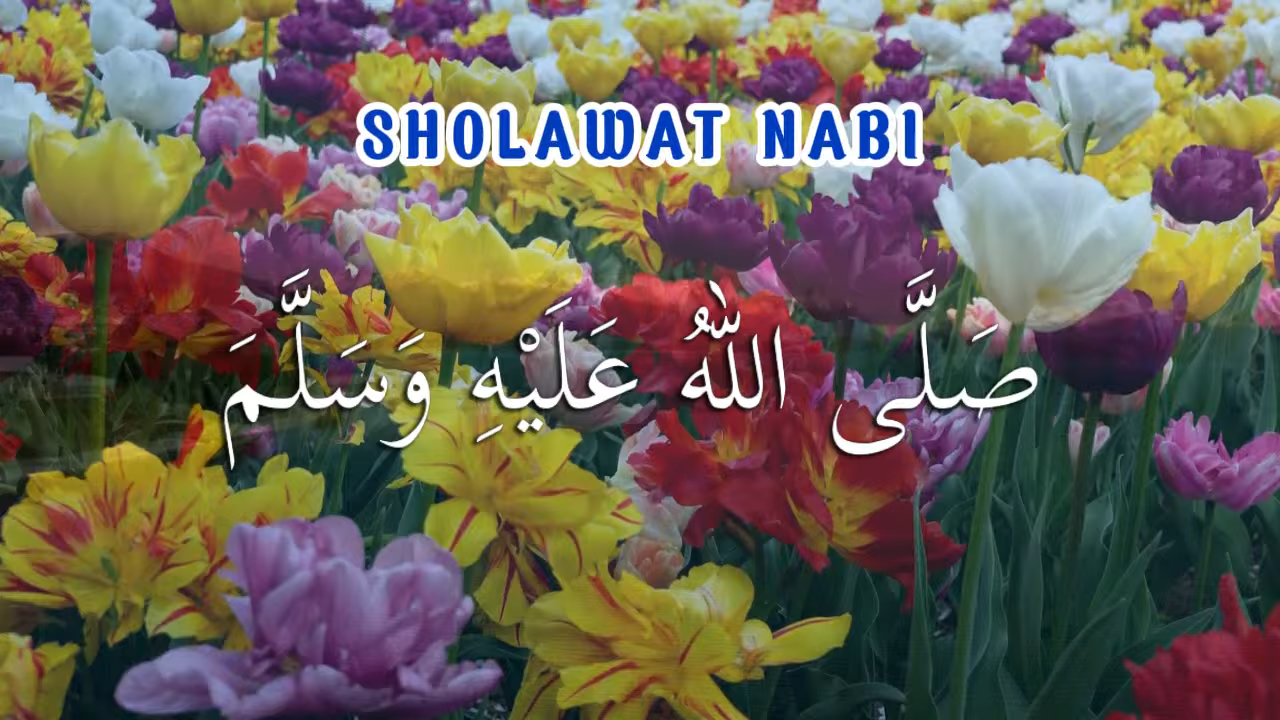 SHOLAWAT NABI
صَلَّى اللّٰهُ عَلَيْهِ وَسَلَّمَ